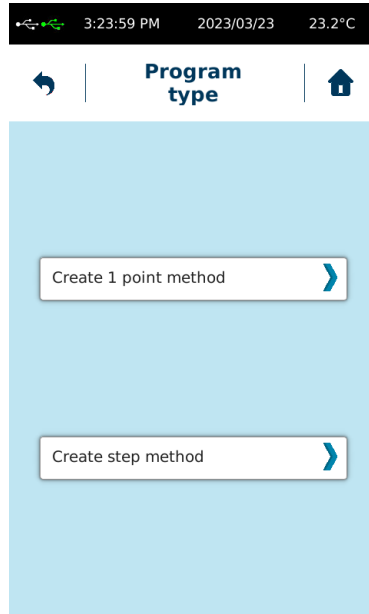 3:23:59 PM 2023/03/23 23.2°C
Program
type
Create 1 point method
Create step method